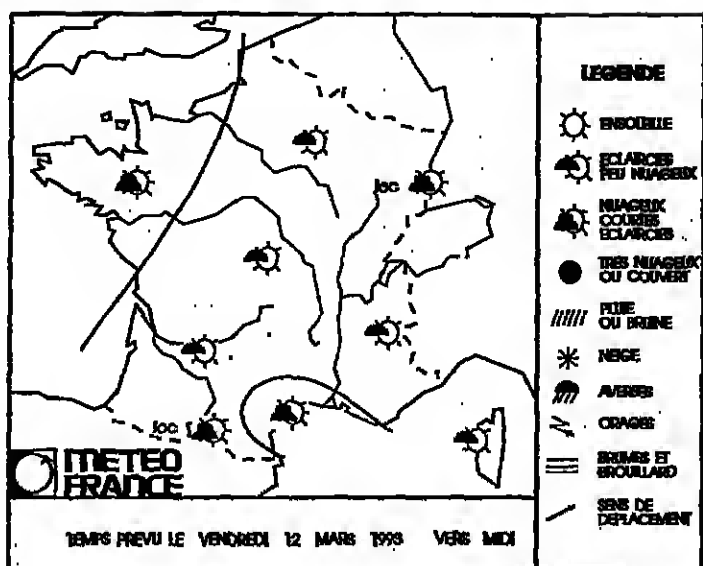 LEGENDE
ENSOLEILLE
ECLAIRCIES
PEU NUAGEUX
NUAGEUX
COURTES
ECLAIRCIES
TRES NUAGEUX
OU COUVERT
PLUIE
OU BRUINE
NEIGE
AVERSES
ORAGES
BRUMES ET
BROUILLARD
SENS DE
DEPLACEMENT
loc
loc
METEO
FRANCE
TEMPS PREVU LE VENDREDI 12 MARS 1993 VERS MIDI